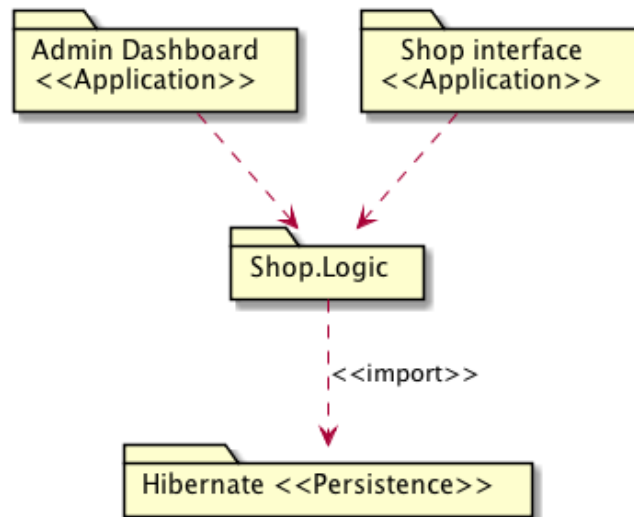 Admin Dashboard
<<Application>>
Shop interface
<<Application>>
Shop.Logic
<<import>>
Hibernate <<Persistence>>